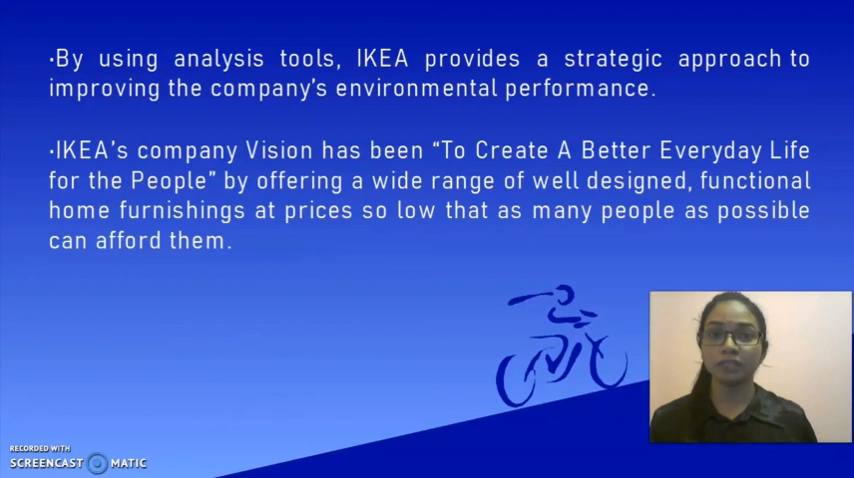 ·By using analysis tools, IKEA provides a strategic approach to
improving the company's environmental performance.
·IKEA's company Vision has been “To Create A Better Everyday Life
for the People” by offering a wide range of well designed, functional
home furnishings at prices so low that as many people as possible
can afford them.
RECORDED WITH
SCREENCAST MATIC